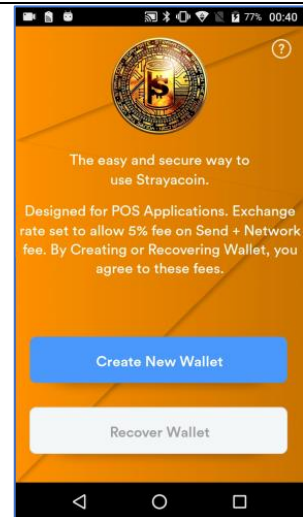 77% 00:40
?
The easy and secure way to
use Strayacoin.
Designed for POS Applications. Exchange
rate set to allow 5% fee on Send + Network
fee. By Creating or Recovering Wallet, you
agree to these fees.
Create New Wallet
Recover Wallet